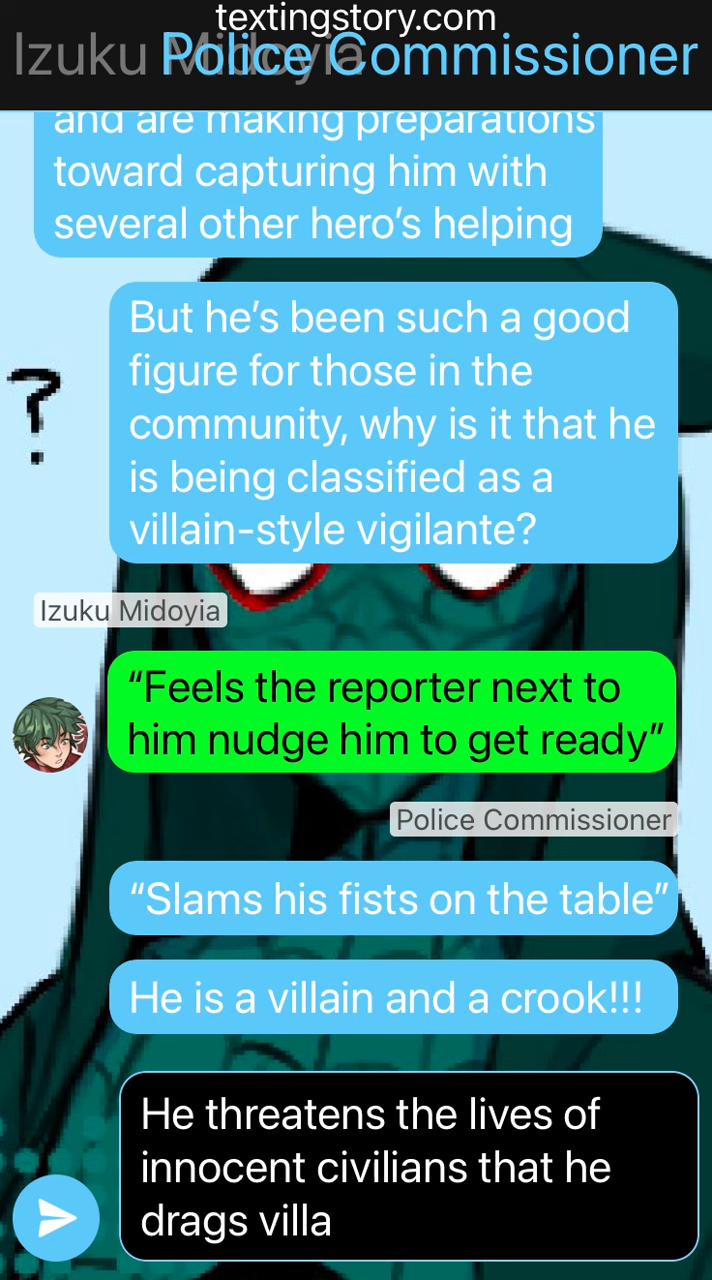 textingstory.com
Izuku Midoyia
Police Commissioner
and are making preparations
toward capturing him with
several other hero's helping
But he's been such a good
figure for those in the
community, why is it that he
is being classified as a
villain-style vigilante?
?
Izuku Midoyia
“Feels the reporter next to
him nudge him to get ready”
Police Commissioner
“Slams his fists on the table”
He is a villain and a crook!!!
He threatens the lives of
innocent civilians that he
drags villa